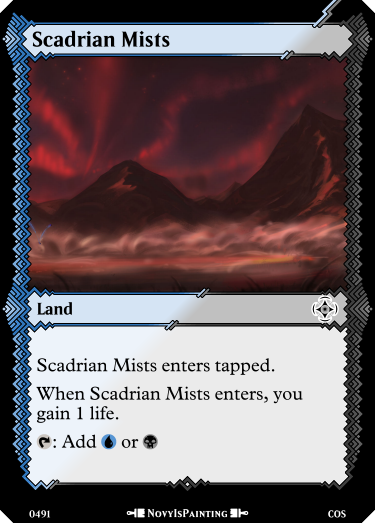 Scadrian Mists
Land
Scadrian Mists enters tapped.
When Scadrian Mists enters, you
gain 1 life.
: Add or
0491 NovyIsPainting COS